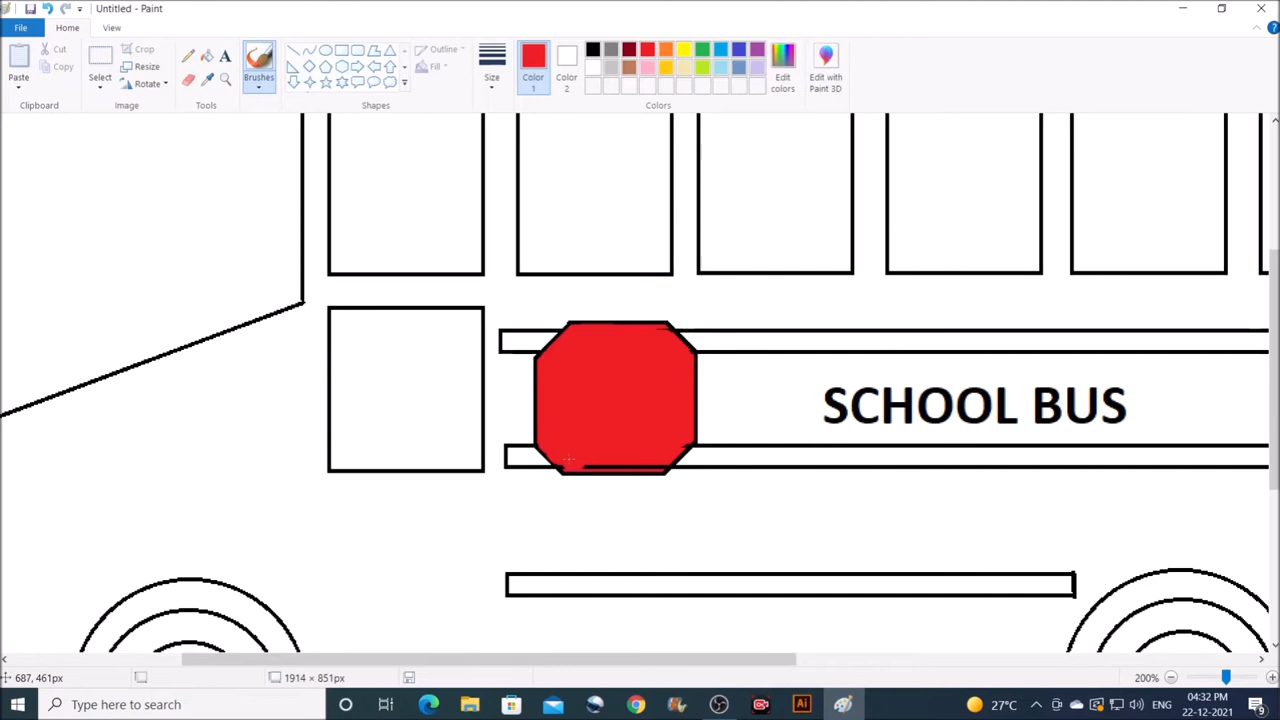 Untitled - Paint
File
Home
View
Paste
Cut
Copy
Clipboard
Select
Crop
Resize
Rotate
Image
Tools
Brushes
Shapes
Outline
Fill
Size
Color
1
Color
2
Colors
Edit
colors
Edit with
Paint 3D
SCHOOL BUS
687, 461px
1914 × 851px
200%
Type here to search
27°C
ENG
04:32 PM
22-12-2021